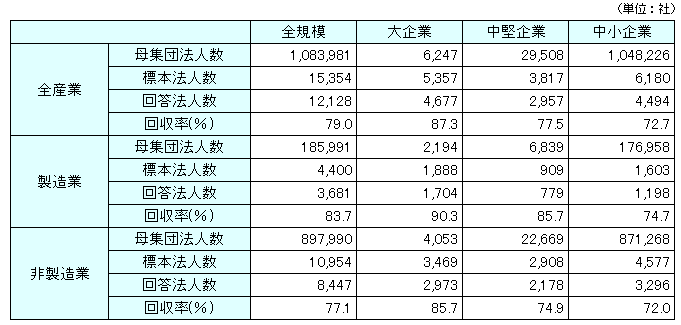 （単位：社）
全規模 大企業 中堅企業 中小企業
全産業
母集団法人数 1,083,981 6,247 29,508 1,048,226
標本法人数 15,354 5,357 3,817 6,180
回答法人数 12,128 4,677 2,957 4,494
回収率(%) 79.0 87.3 77.5 72.7
製造業
母集団法人数 185,991 2,194 6,839 176,958
標本法人数 4,400 1,888 909 1,603
回答法人数 3,681 1,704 779 1,198
回収率(%) 83.7 90.3 85.7 74.7
非製造業
母集団法人数 897,990 4,053 22,669 871,268
標本法人数 10,954 3,469 2,908 4,577
回答法人数 8,447 2,973 2,178 3,296
回収率(%) 77.1 85.7 74.9 72.0